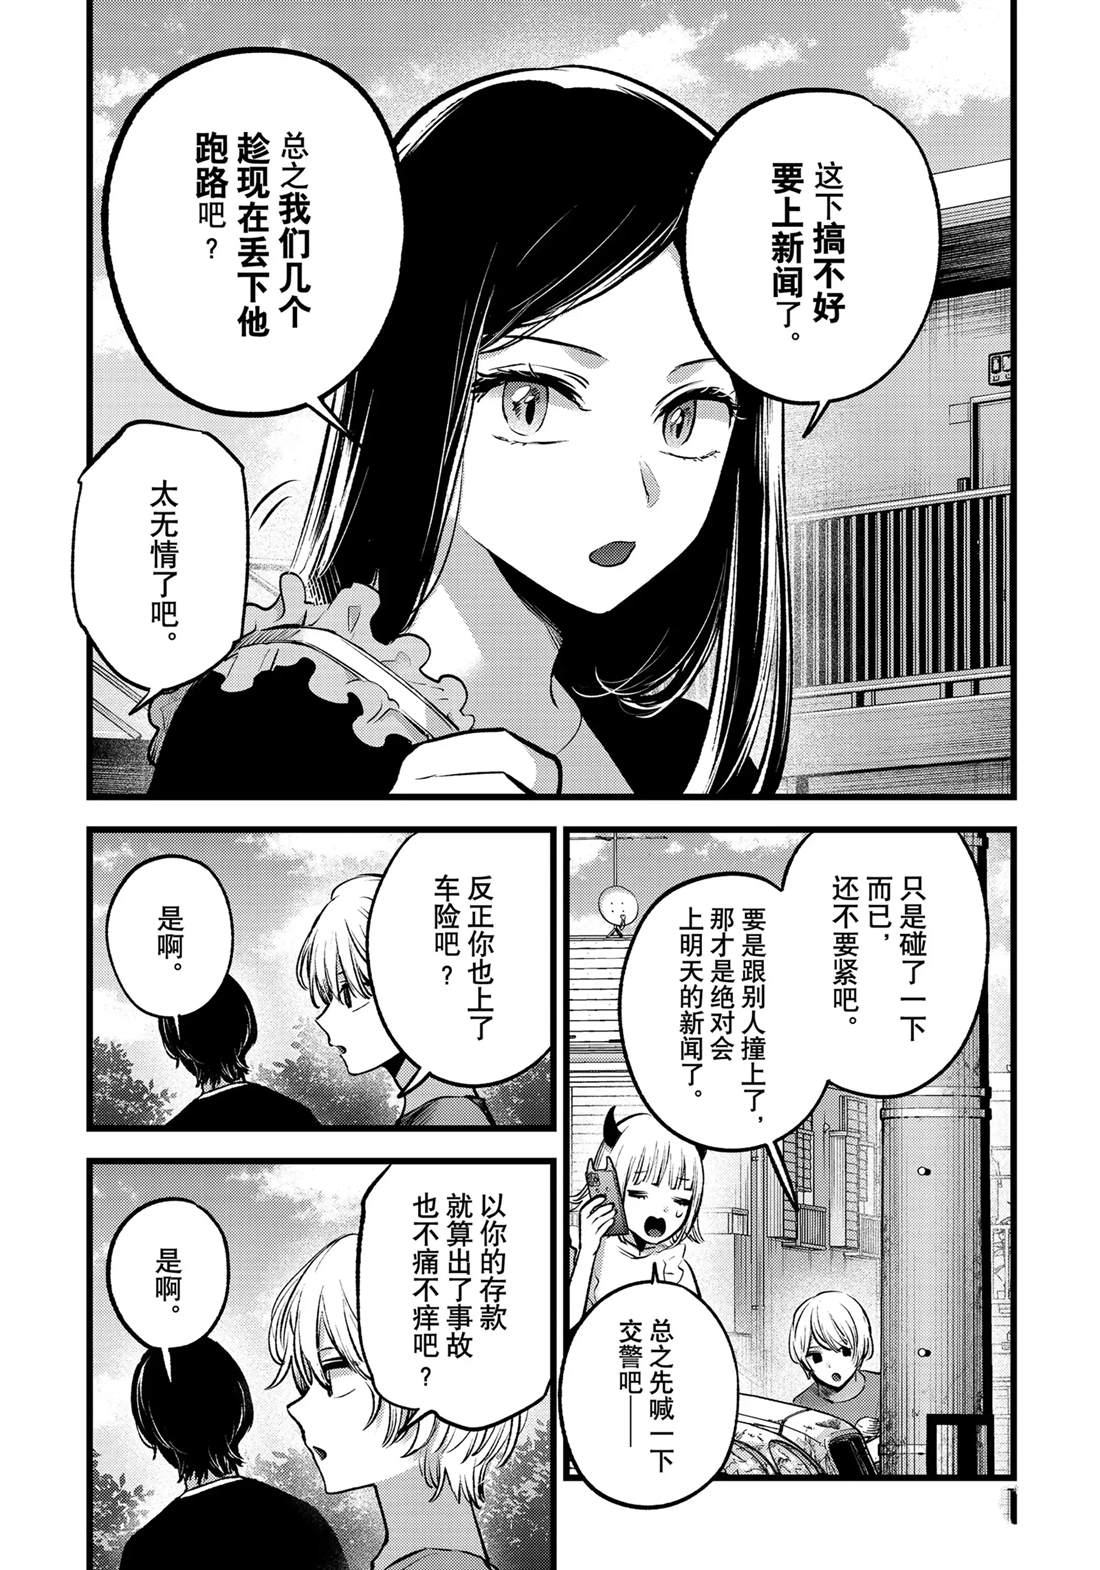 这下搞不好
要上新闻了。
总之我们几个
趁现在丢下他
跑路吧？
太无情了吧。
只是碰了一下
而已，
还不要紧吧。
要是跟别人撞上了，
那才是绝对会
上明天的新闻了。
总之先喊一下
交警吧——
反正你也上了
车险吧？
是啊。
以你的存款
就算出了事故
也不痛不痒吧？
是啊。